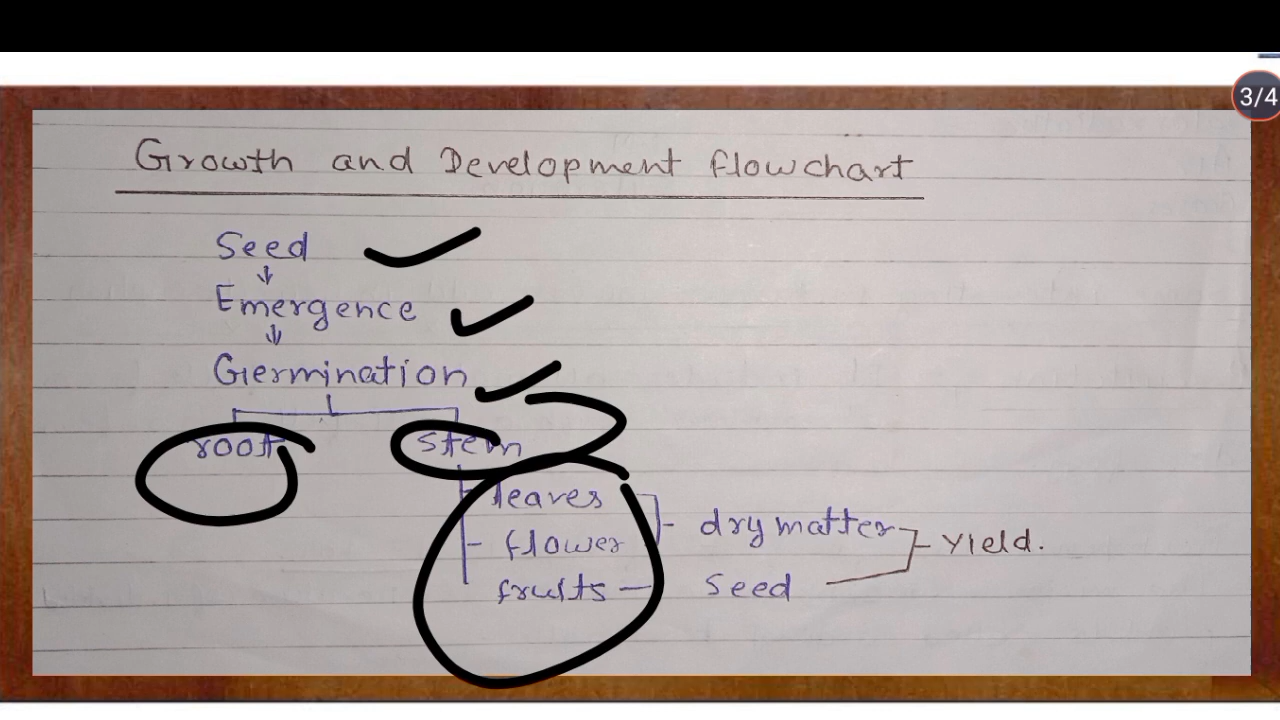 3/4
Growth and Development flowchart
Seed
↓
Emergence
↓
Germination
root stem
leaves
dry matter
flower
Yield.
fruits — seed